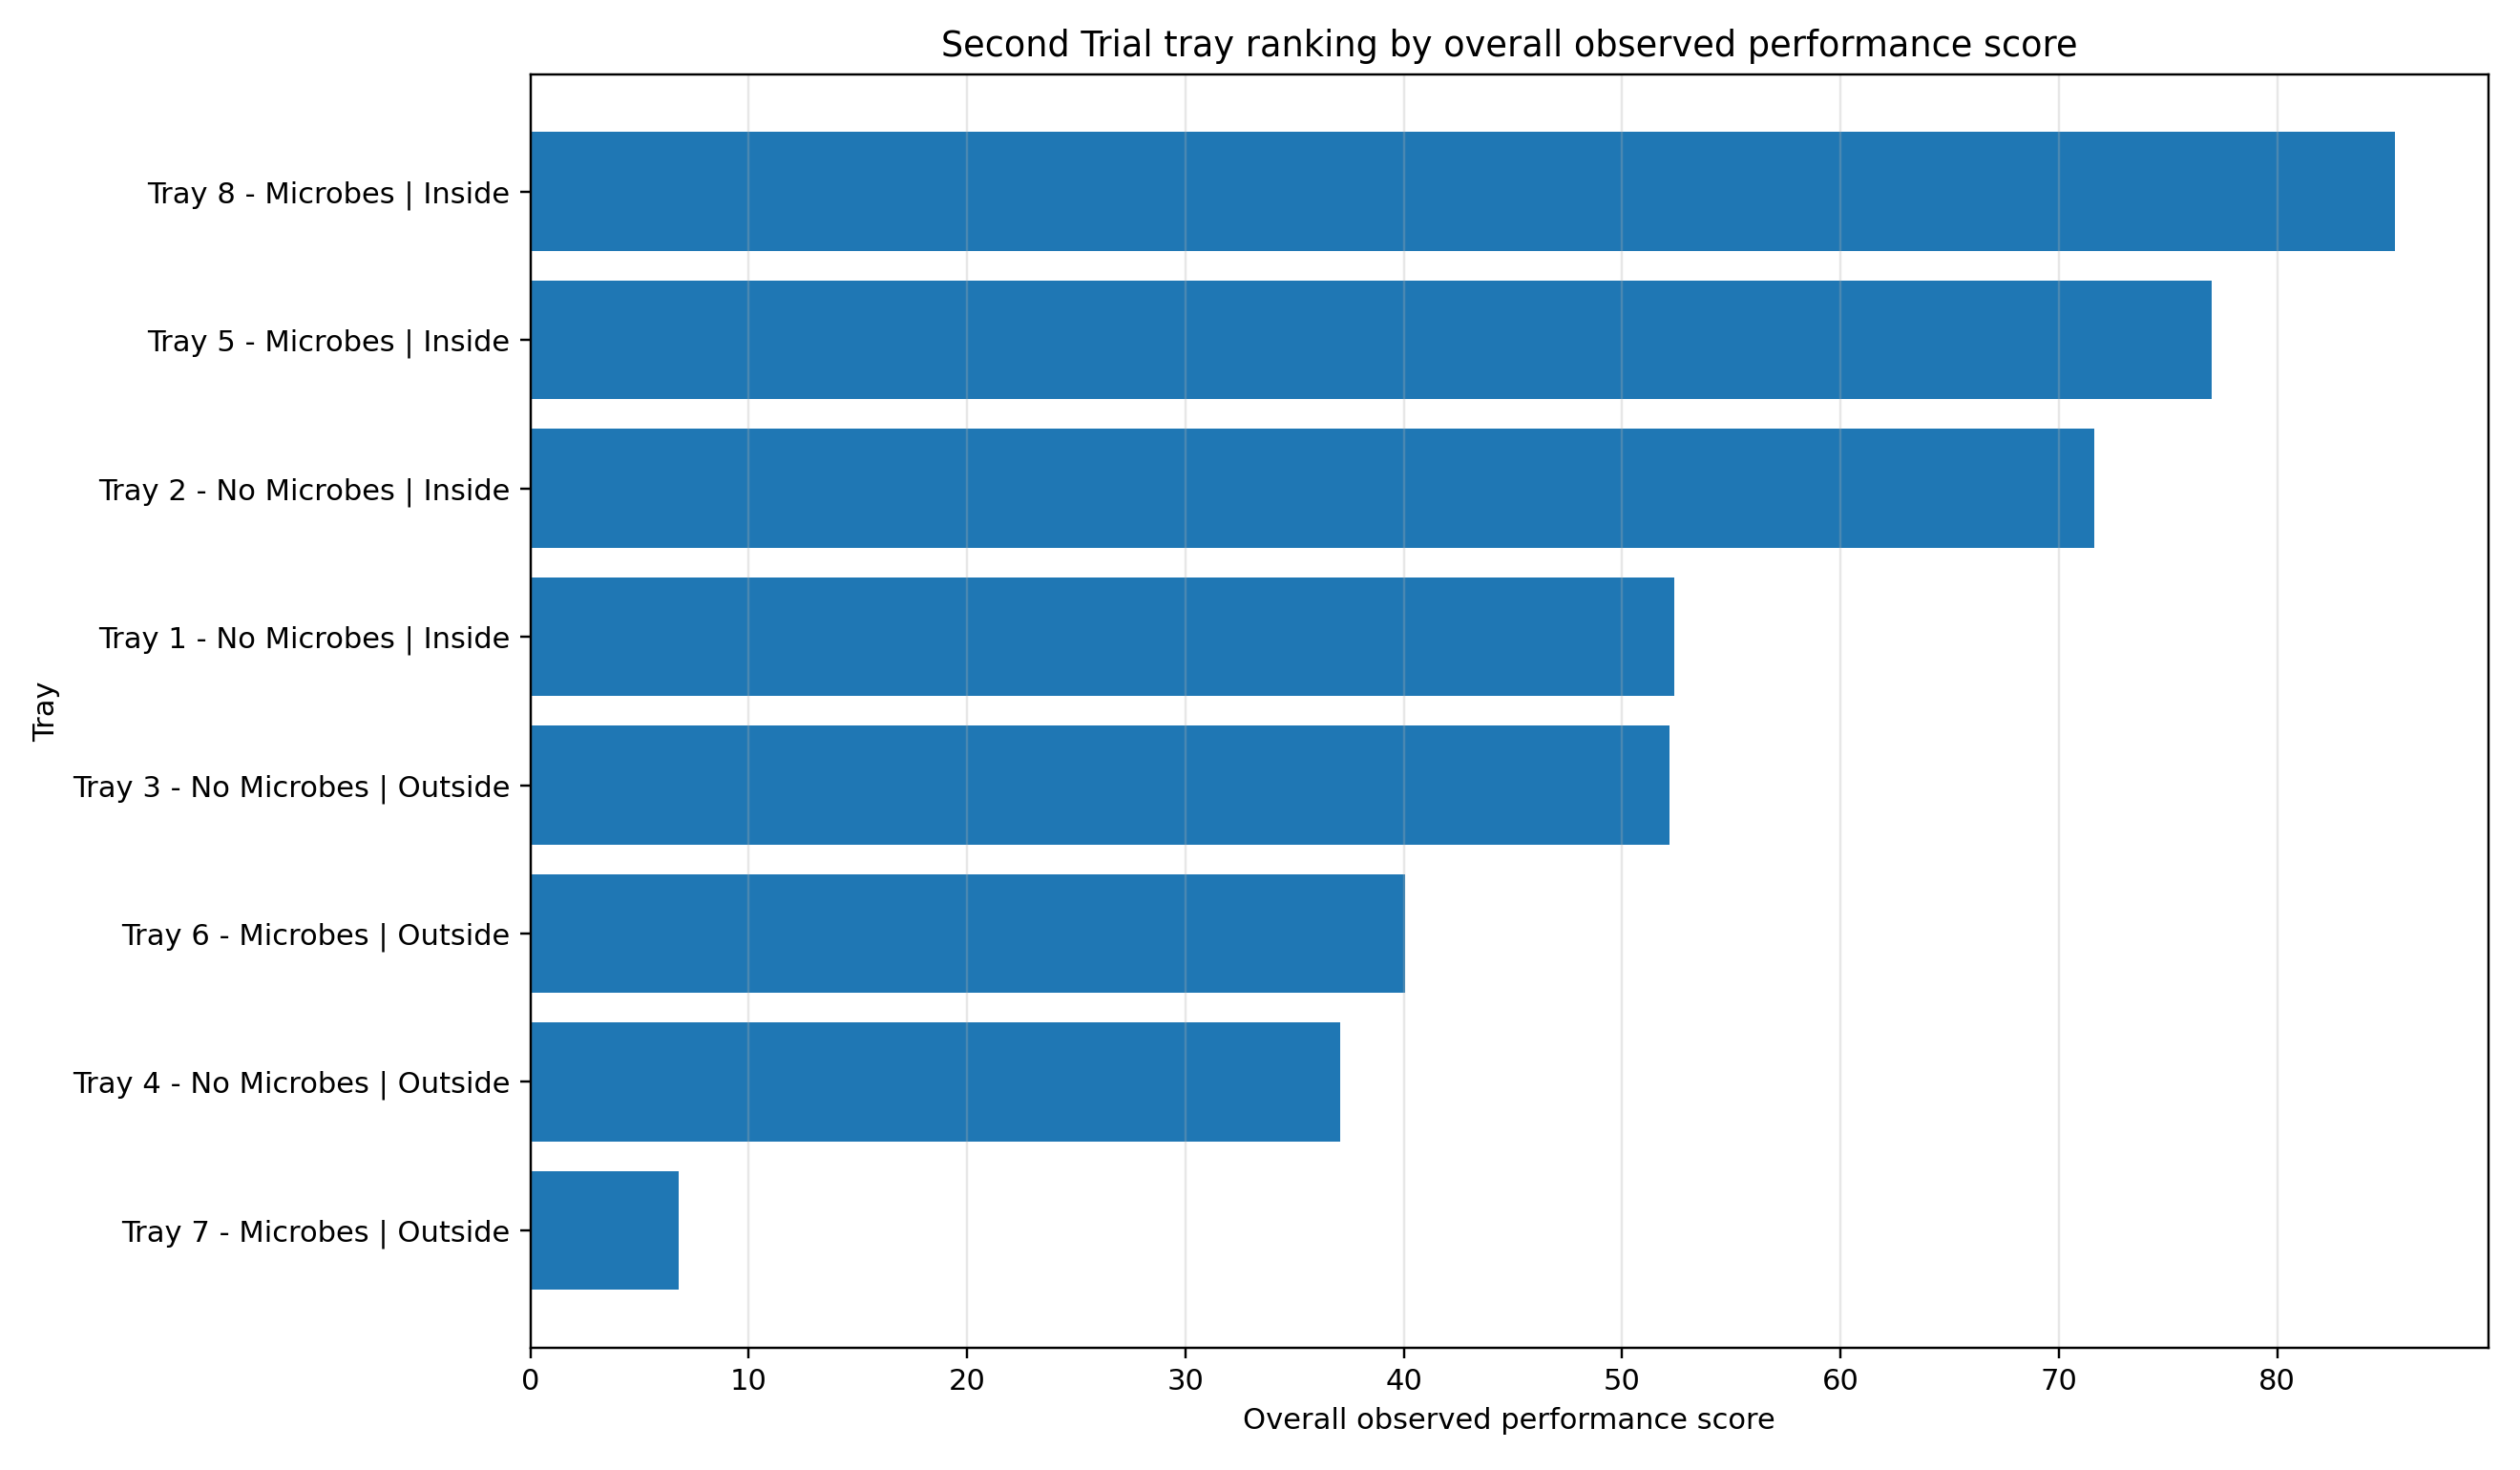 Second Trial tray ranking by overall observed performance score
Tray
Tray 8 - Microbes | Inside
Tray 5 - Microbes | Inside
Tray 2 - No Microbes | Inside
Tray 1 - No Microbes | Inside
Tray 3 - No Microbes | Outside
Tray 6 - Microbes | Outside
Tray 4 - No Microbes | Outside
Tray 7 - Microbes | Outside
0 10 20 30 40 50 60 70 80
Overall observed performance score